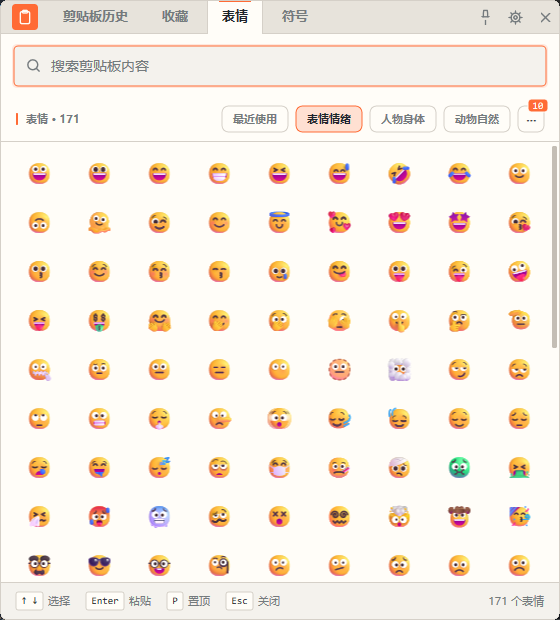 剪贴板历史 收藏 表情 符号
搜索剪贴板内容
表情 • 171 最近使用 表情情绪 人物身体 动物自然 ... 10
↑ ↓ 选择 Enter 粘贴 P 置顶 Esc 关闭 171 个表情